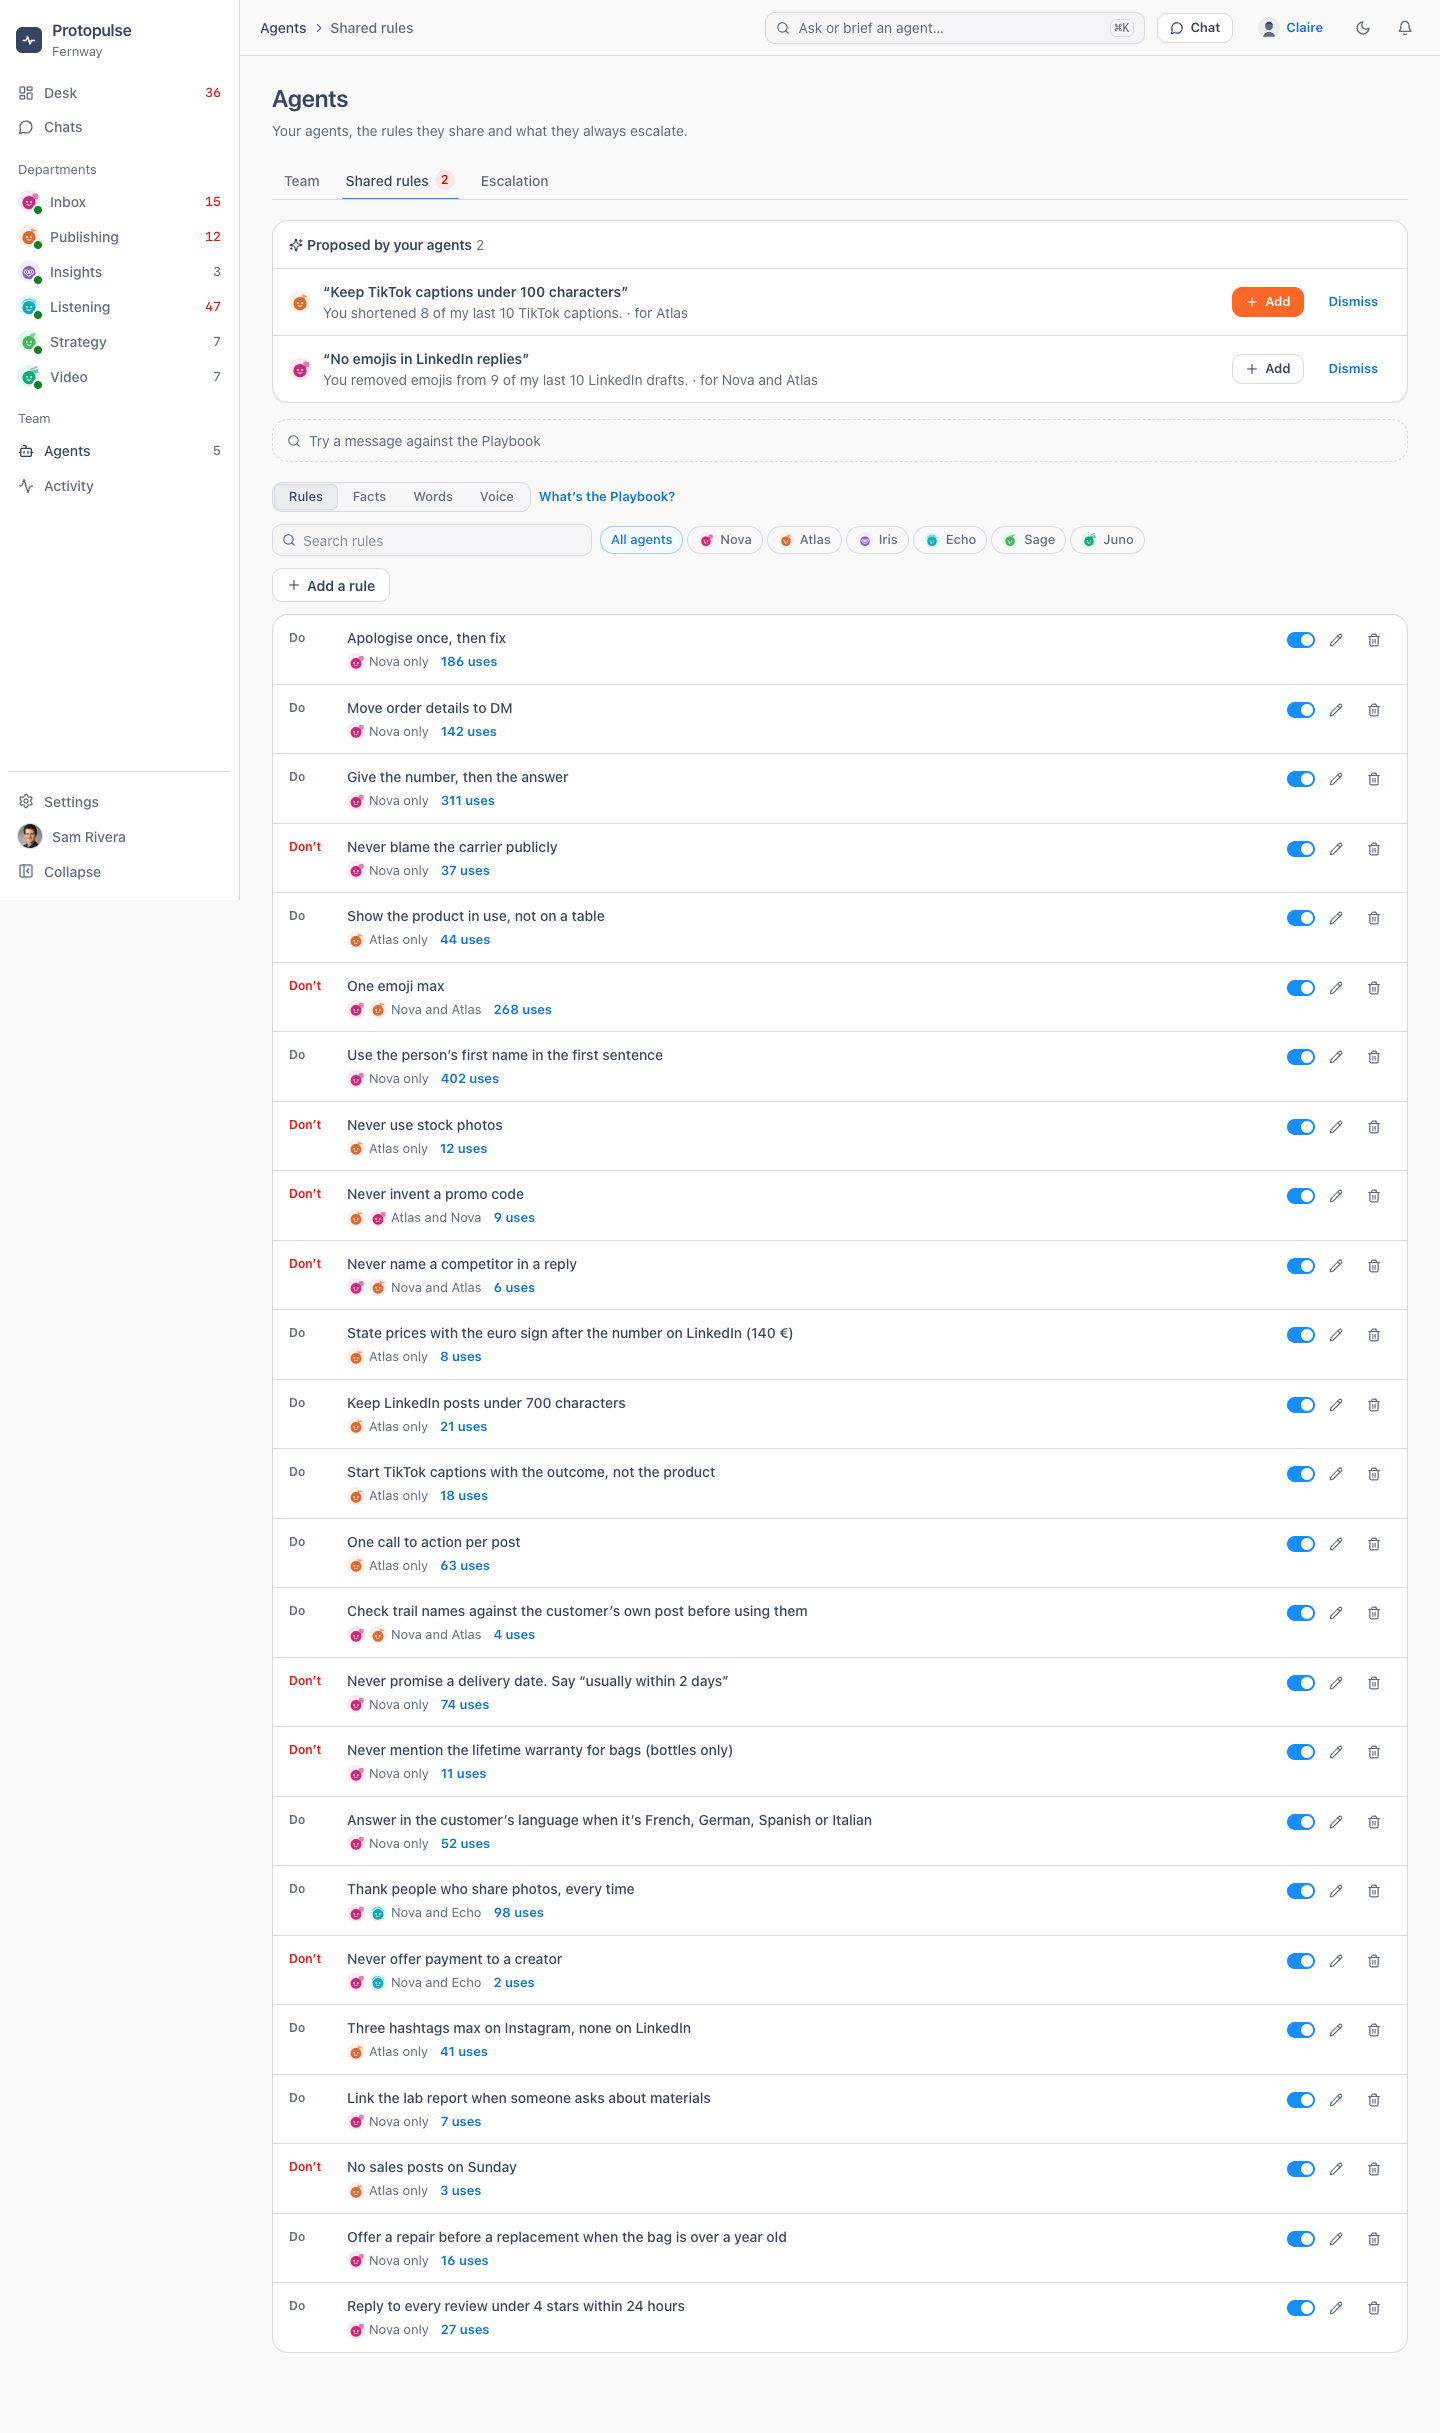 Protopulse
Fernway
Desk 36
Chats
Departments
Inbox 15
Publishing 12
Insights 3
Listening 47
Strategy 7
Video 7
Team
Agents 5
Activity
Settings
Sam Rivera
Collapse
Agents > Shared rules
Ask or brief an agent… ⌘K
Chat
Claire
Agents
Your agents, the rules they share and what they always escalate.
Team Shared rules 2 Escalation
Proposed by your agents 2
“Keep TikTok captions under 100 characters”
You shortened 8 of my last 10 TikTok captions. · for Atlas
+ Add Dismiss
“No emojis in LinkedIn replies”
You removed emojis from 9 of my last 10 LinkedIn drafts. · for Nova and Atlas
+ Add Dismiss
Try a message against the Playbook
Rules Facts Words Voice What’s the Playbook?
Search rules
All agents Nova Atlas Iris Echo Sage Juno
+ Add a rule
Do Apologise once, then fix
Nova only 186 uses
Do Move order details to DM
Nova only 142 uses
Do Give the number, then the answer
Nova only 311 uses
Don’t Never blame the carrier publicly
Nova only 37 uses
Do Show the product in use, not on a table
Atlas only 44 uses
Don’t One emoji max
Nova and Atlas 268 uses
Do Use the person’s first name in the first sentence
Nova only 402 uses
Don’t Never use stock photos
Atlas only 12 uses
Don’t Never invent a promo code
Atlas and Nova 9 uses
Don’t Never name a competitor in a reply
Nova and Atlas 6 uses
Do State prices with the euro sign after the number on LinkedIn (140 €)
Atlas only 8 uses
Do Keep LinkedIn posts under 700 characters
Atlas only 21 uses
Do Start TikTok captions with the outcome, not the product
Atlas only 18 uses
Do One call to action per post
Atlas only 63 uses
Do Check trail names against the customer’s own post before using them
Nova and Atlas 4 uses
Don’t Never promise a delivery date. Say “usually within 2 days”
Nova only 74 uses
Don’t Never mention the lifetime warranty for bags (bottles only)
Nova only 11 uses
Do Answer in the customer’s language when it’s French, German, Spanish or Italian
Nova only 52 uses
Do Thank people who share photos, every time
Nova and Echo 98 uses
Don’t Never offer payment to a creator
Nova and Echo 2 uses
Do Three hashtags max on Instagram, none on LinkedIn
Atlas only 41 uses
Do Link the lab report when someone asks about materials
Nova only 7 uses
Don’t No sales posts on Sunday
Atlas only 3 uses
Do Offer a repair before a replacement when the bag is over a year old
Nova only 16 uses
Do Reply to every review under 4 stars within 24 hours
Nova only 27 uses